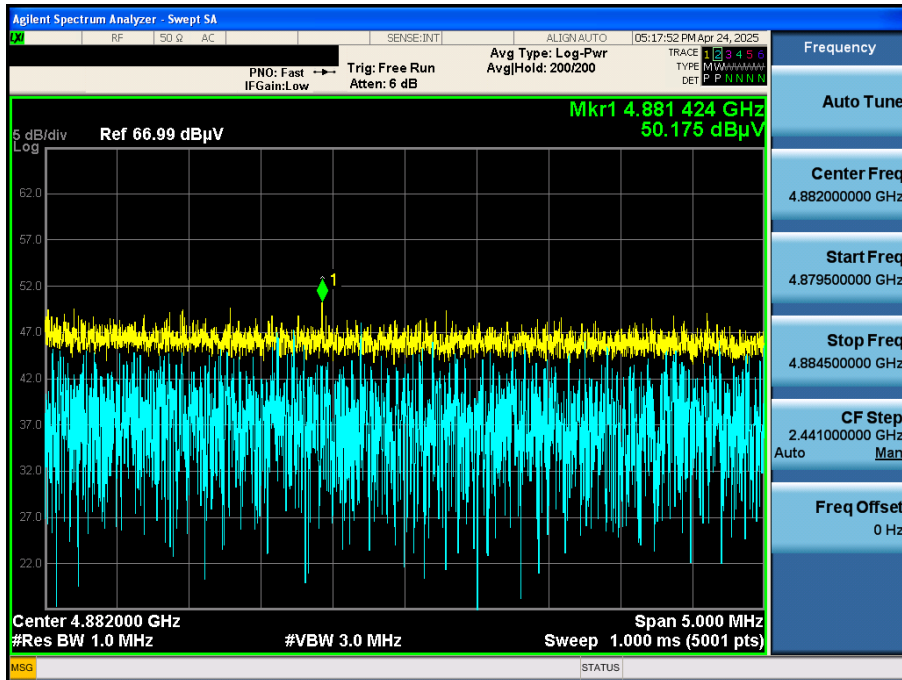 Agilent Spectrum Analyzer - Swept SA
LXI RF 50 Ω AC SENSE:INT ALIGN AUTO 05:17:52 PM Apr 24, 2025
Frequency
PNO: Fast
IFGain:Low
Trig: Free Run
Atten: 6 dB
Avg Type: Log-Pwr
Avg|Hold: 200/200
TRACE 1 2 3 4 5 6
TYPE MWWWWW
DET P P N N N N
Auto Tune
Mkr1 4.881 424 GHz
50.175 dBµV
5 dB/div
Log
Ref 66.99 dBµV
62.0
57.0
52.0
47.0
42.0
37.0
32.0
27.0
22.0
1
Center Freq
4.882000000 GHz
Start Freq
4.879500000 GHz
Stop Freq
4.884500000 GHz
CF Step
2.441000000 GHz
Auto Man
Freq Offset
0 Hz
Center 4.882000 GHz
Span 5.000 MHz
#Res BW 1.0 MHz
#VBW 3.0 MHz
Sweep 1.000 ms (5001 pts)
MSG
STATUS